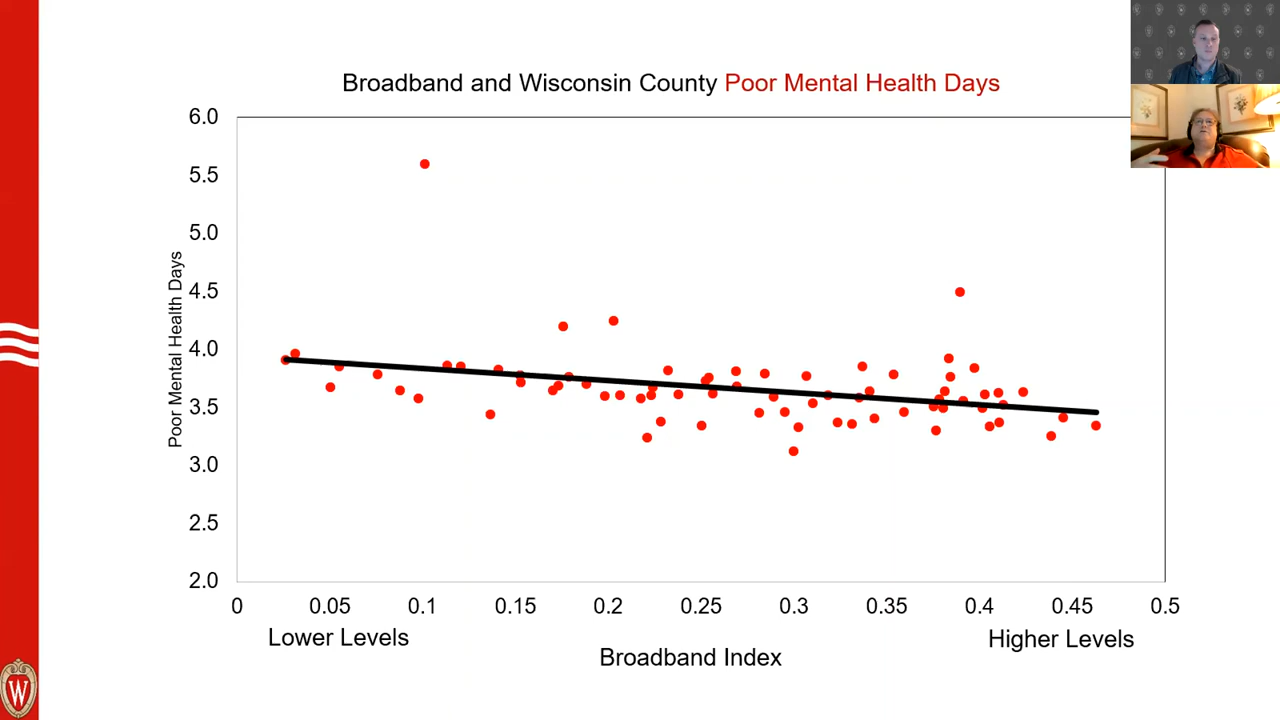 Broadband and Wisconsin County Poor Mental Health Days
6.0
5.5
5.0
4.5
4.0
3.5
3.0
2.5
2.0
Poor Mental Health Days
0 0.05 0.1 0.15 0.2 0.25 0.3 0.35 0.4 0.45 0.5
Lower Levels Higher Levels
Broadband Index
W